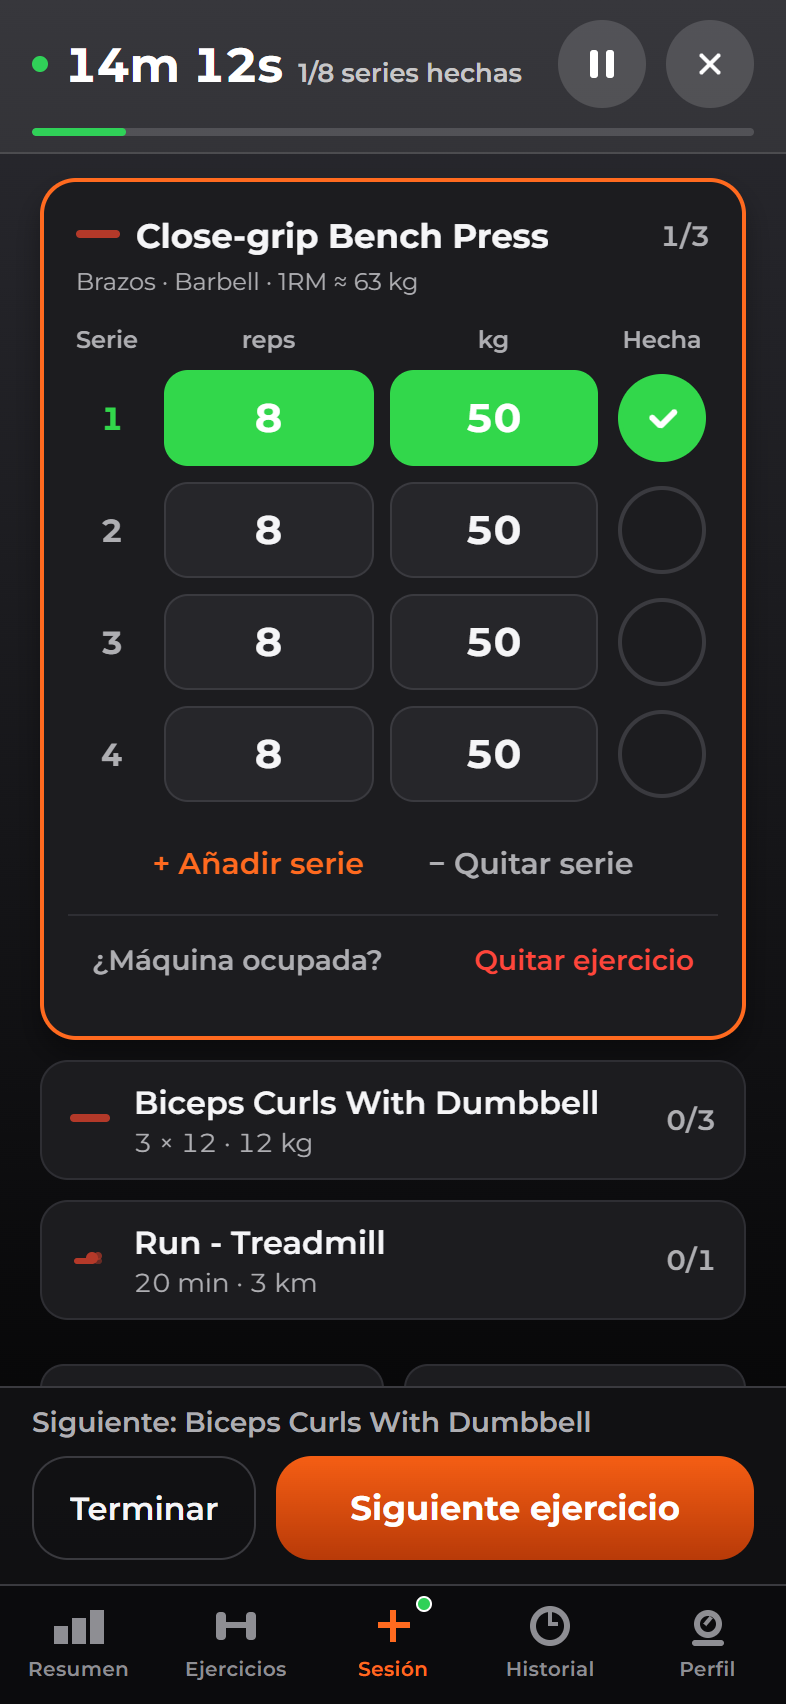 14m 12s 1/8 series hechas
Close-grip Bench Press 1/3
Brazos · Barbell · 1RM ≈ 63 kg
Serie reps kg Hecha
1 8 50
2 8 50
3 8 50
4 8 50
+ Añadir serie − Quitar serie
¿Máquina ocupada? Quitar ejercicio
Biceps Curls With Dumbbell 0/3
3 × 12 · 12 kg
Run - Treadmill 0/1
20 min · 3 km
Siguiente: Biceps Curls With Dumbbell
Terminar Siguiente ejercicio
Resumen Ejercicios Sesión Historial Perfil